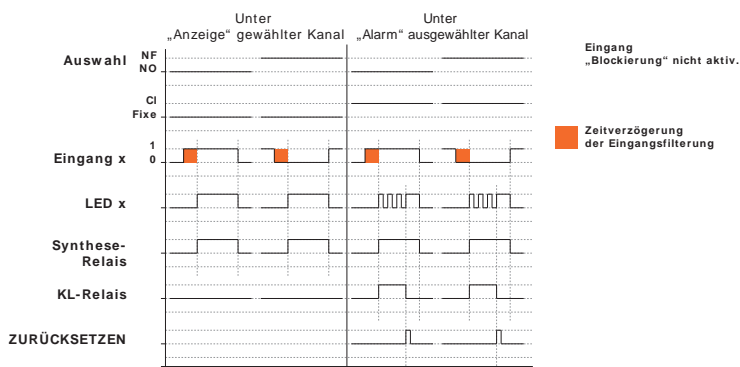 Unter
„Anzeige“ gewählter Kanal
Unter
„Alarm“ ausgewählter Kanal
Auswahl
NF
NO
CI
Fixe
Eingang
„Blockierung“ nicht aktiv.
Zeitverzögerung
der Eingangsfilterung
Eingang x
1
0
LED x
Synthese-
Relais
KL-Relais
ZURÜCKSETZEN